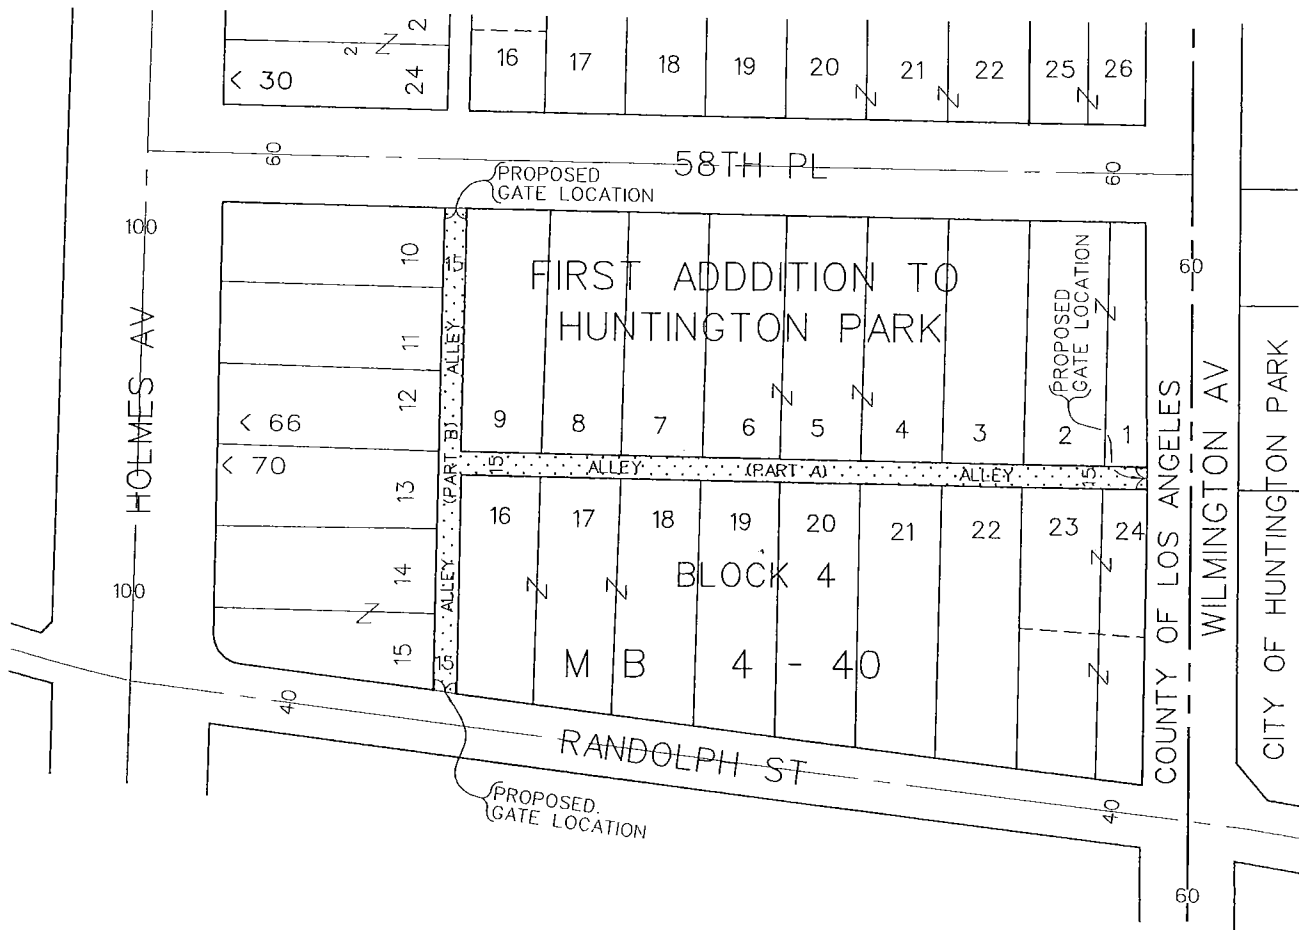 2
2
< 30
24
16
17
18
19
20
21
22
25
26
60
58TH PL
60
PROPOSED
GATE LOCATION
100
60
10
15
FIRST ADDDITION TO
HUNTINGTON PARK
PROPOSED
GATE LOCATION
HOLMES AV
11
ALLEY
12
< 66
9
8
7
6
5
4
3
2
1
< 70
13
(PART B)
15
ALLEY
(PART A)
ALLEY
15
16
17
18
19
20
21
22
23
24
BLOCK 4
100
14
ALLEY
COUNTY OF LOS ANGELES
WILMINGTON AV
CITY OF HUNTINGTON PARK
15
15
M B 4 - 40
40
RANDOLPH ST
PROPOSED.
GATE LOCATION
40
60